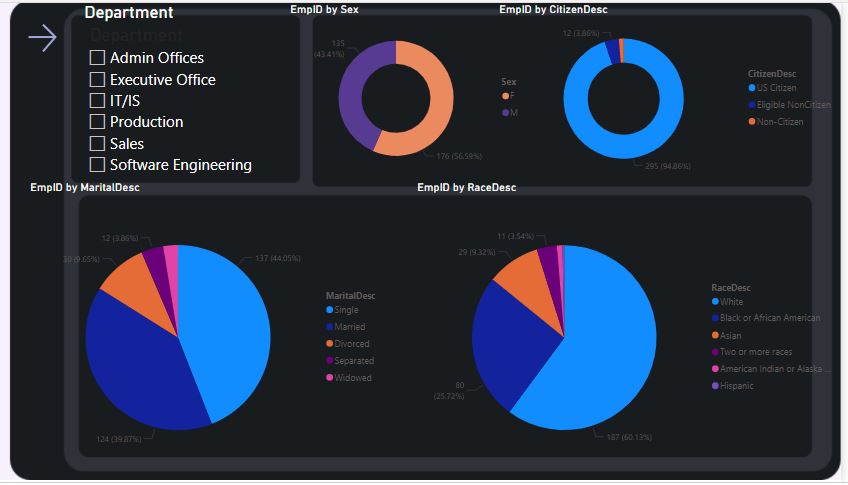 Department
Department
Admin Offices
Executive Office
IT/IS
Production
Sales
Software Engineering
EmpID by Sex
135
(43.41%)
176 (56.59%)
Sex
F
M
EmpID by CitizenDesc
12 (3.86%)
295 (94.86%)
CitizenDesc
US Citizen
Eligible NonCitizen
Non-Citizen
EmpID by MaritalDesc
12 (3.86%)
30 (9.65%)
137 (44.05%)
124 (39.87%)
MaritalDesc
Single
Married
Divorced
Separated
Widowed
EmpID by RaceDesc
11 (3.54%)
29 (9.32%)
80
(25.72%)
187 (60.13%)
RaceDesc
White
Black or African American
Asian
Two or more races
American Indian or Alaska ...
Hispanic